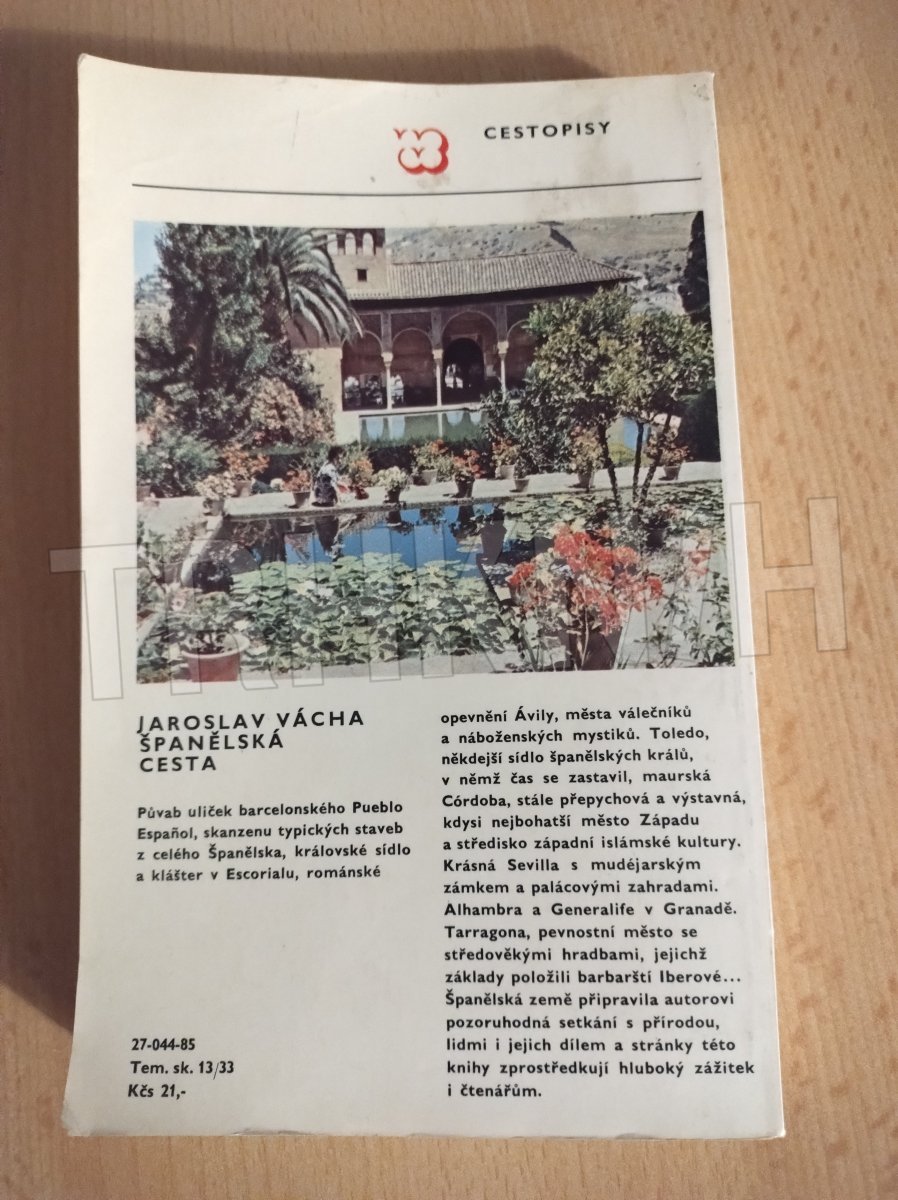 CESTOPISY
JAROSLAV VÁCHA
ŠPANĚLSKÁ
CESTA
Půvab uliček barcelonského Pueblo
Español, skanzenu typických staveb
z celého Španělska, královské sídlo
a klášter v Escorialu, románské
opevnění Ávily, města válečníků
a náboženských mystiků. Toledo,
někdejší sídlo španělských králů,
v němž čas se zastavil, maurská
Córdoba, stále přepychová a výstavná,
kdysi nejbohatší město Západu
a středisko západní islámské kultury.
Krásná Sevilla s mudéjarským
zámkem a palácovými zahradami.
Alhambra a Generalife v Granadě.
Tarragona, pevnostní město se
středověkými hradbami, jejichž
základy položili barbarští Iberové...
Španělská země připravila autorovi
pozoruhodná setkání s přírodou,
lidmi i jejich dílem a stránky této
knihy zprostředkují hluboký zážitek
i čtenářům.
27-044-85
Tem. sk. 13/33
Kčs 21,-